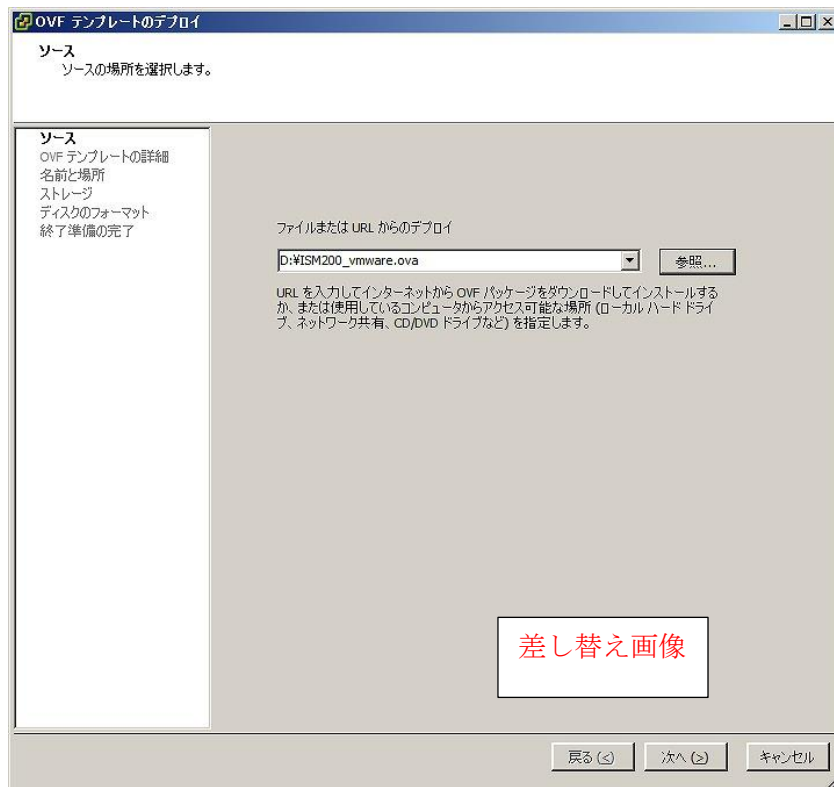 OVF テンプレートのデプロイ
ソース
ソースの場所を選択します。
ソース
OVF テンプレートの詳細
名前と場所
ストレージ
ディスクのフォーマット
終了準備の完了
ファイルまたは URL からのデプロイ
D:¥ISM200_vmware.ova
参照...
URL を入力してインターネットから OVF パッケージをダウンロードしてインストールする
か、または使用しているコンピュータからアクセス可能な場所 (ローカル ハード ドライ
ブ、ネットワーク共有、CD/DVD ドライブなど) を指定します。
差し替え画像
戻る (<) 次へ (>) キャンセル